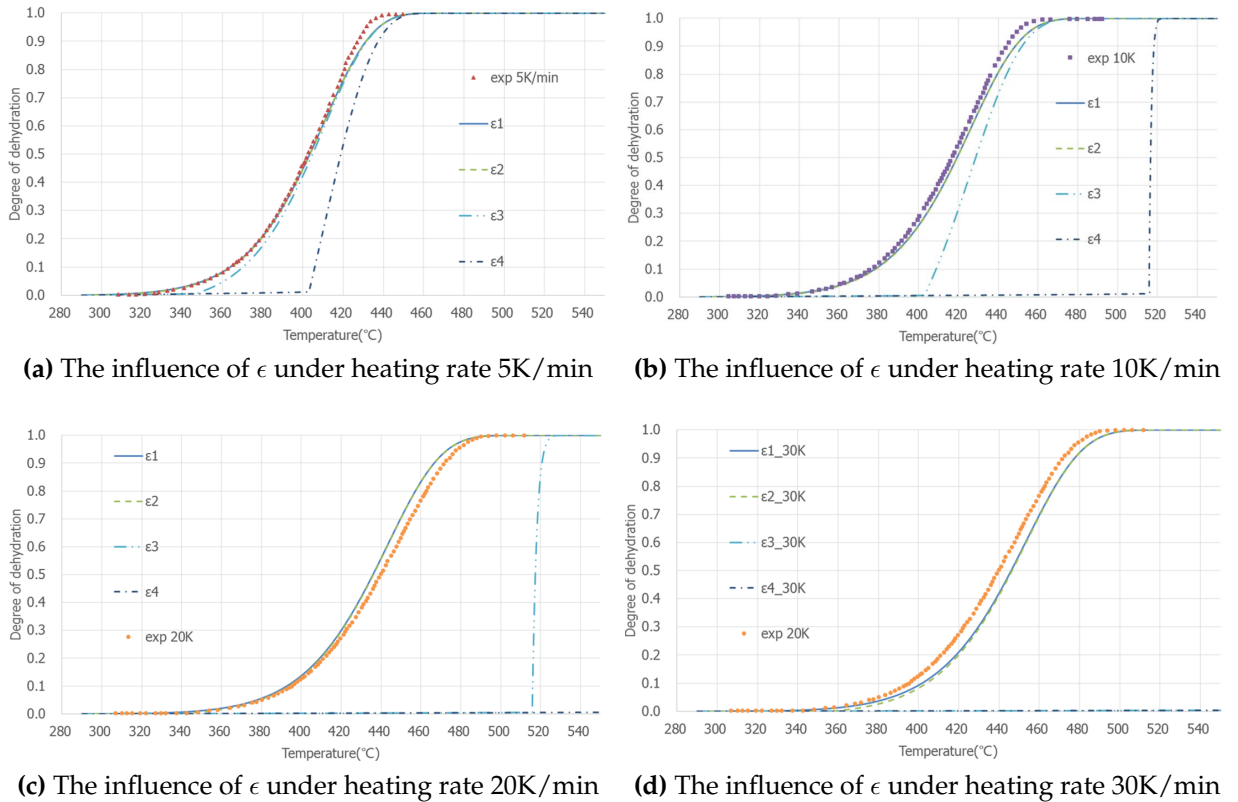 1.0
0.9
0.8
0.7
0.6
0.5
0.4
0.3
0.2
0.1
0.0
Degree of dehydration
exp 5K/min
ε1
ε2
ε3
ε4
280 300 320 340 360 380 400 420 440 460 480 500 520 540
Temperature(°C)
(a) The influence of ϵ under heating rate 5K/min
1.0
0.9
0.8
0.7
0.6
0.5
0.4
0.3
0.2
0.1
0.0
Degree of dehydration
exp 10K
ε1
ε2
ε3
ε4
280 300 320 340 360 380 400 420 440 460 480 500 520 540
Temperature(°C)
(b) The influence of ϵ under heating rate 10K/min
1.0
0.9
0.8
0.7
0.6
0.5
0.4
0.3
0.2
0.1
0.0
Degree of dehydration
ε1
ε2
ε3
ε4
exp 20K
280 300 320 340 360 380 400 420 440 460 480 500 520 540
Temperature(°C)
(c) The influence of ϵ under heating rate 20K/min
1.0
0.9
0.8
0.7
0.6
0.5
0.4
0.3
0.2
0.1
0.0
Degree of dehydration
ε1_30K
ε2_30K
ε3_30K
ε4_30K
exp 20K
280 300 320 340 360 380 400 420 440 460 480 500 520 540
Temperature(°C)
(d) The influence of ϵ under heating rate 30K/min